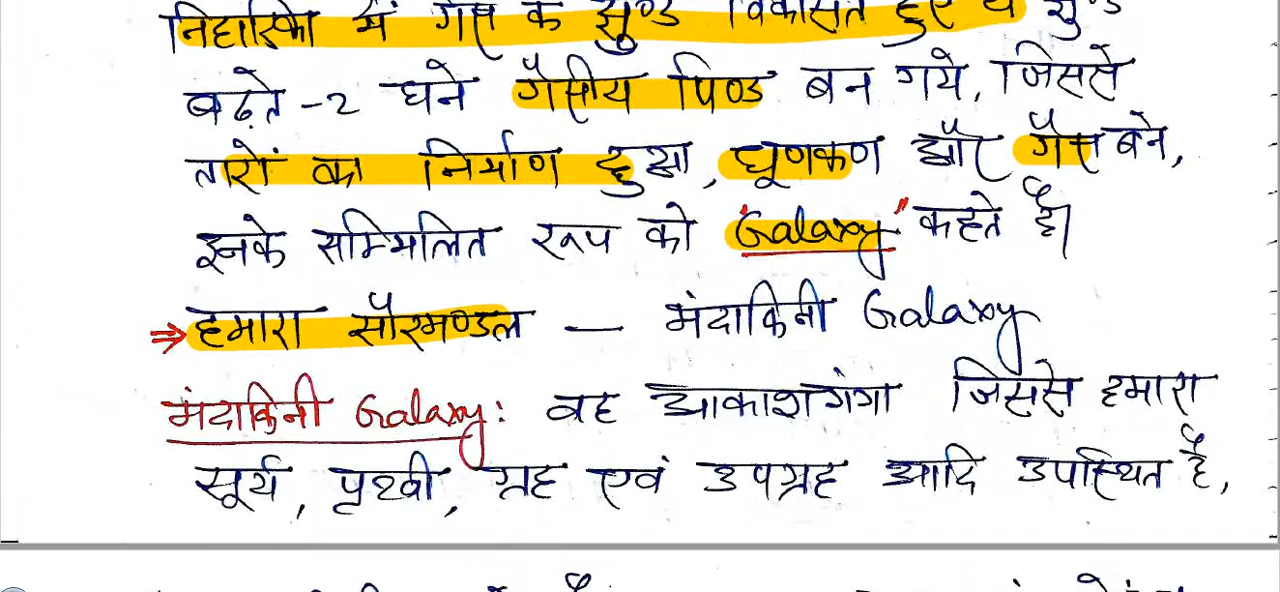 निहारिका में गैस के झुण्ड विकसित हुए ये झुण्ड
बढ़ते-2 घने गैसीय पिण्ड बन गये, जिससे
तारों का निर्माण हुआ, धूणकण और गैस बने,
इनके सम्मिलित रूप को "Galaxy" कहते है।
⇒ हमारा सौरमण्डल — मंदाकिनी Galaxy
मंदाकिनी Galaxy: वह आकाशगंगा जिससे हमारा
सूर्य, पृथ्वी, ग्रह एवं उपग्रह आदि उपस्थित है,